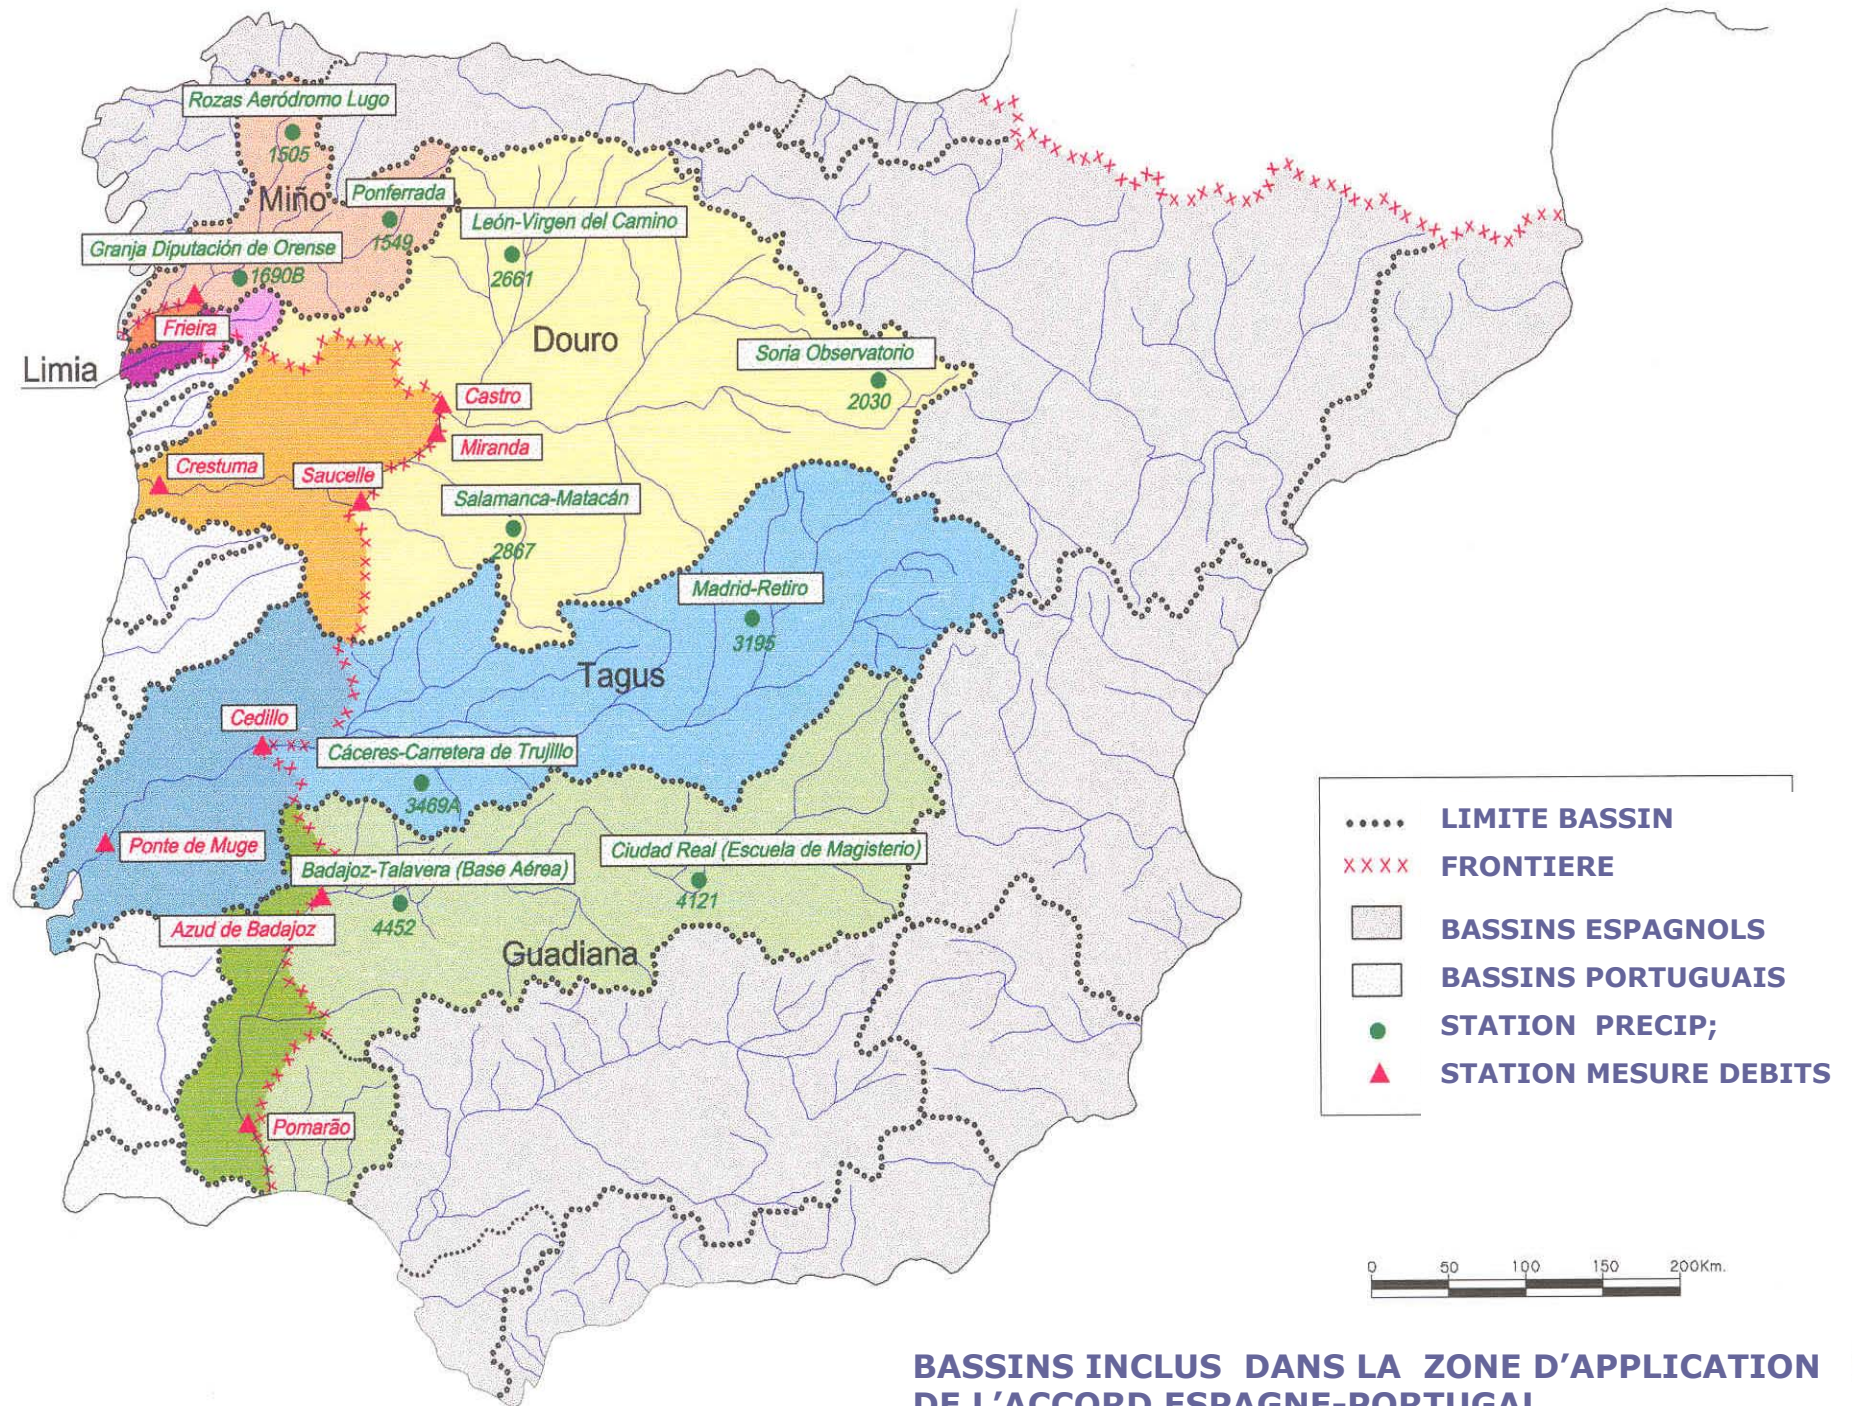 Rozas Aeródromo Lugo
1505
Miño
Ponferrada
1549
León-Virgen del Camino
2661
Granja Diputación de Orense
1690B
Frieira
Limia
Douro
Soria Observatorio
2030
Castro
Miranda
Crestuma
Saucelle
Salamanca-Matacán
2867
Madrid-Retiro
3195
Tagus
Cedillo
Cáceres-Carretera de Trujillo
3469A
Ponte de Muge
Ciudad Real (Escuela de Magisterio)
4121
Badajoz-Talavera (Base Aérea)
4452
Azud de Badajoz
Guadiana
Pomarão
LIMITE BASSIN
FRONTIERE
BASSINS ESPAGNOLS
BASSINS PORTUGUAIS
STATION PRECIP;
STATION MESURE DEBITS
0 50 100 150 200Km.
BASSINS INCLUS DANS LA ZONE D’APPLICATION
DE L’ACCORD ESPAGNE-PORTUGAL